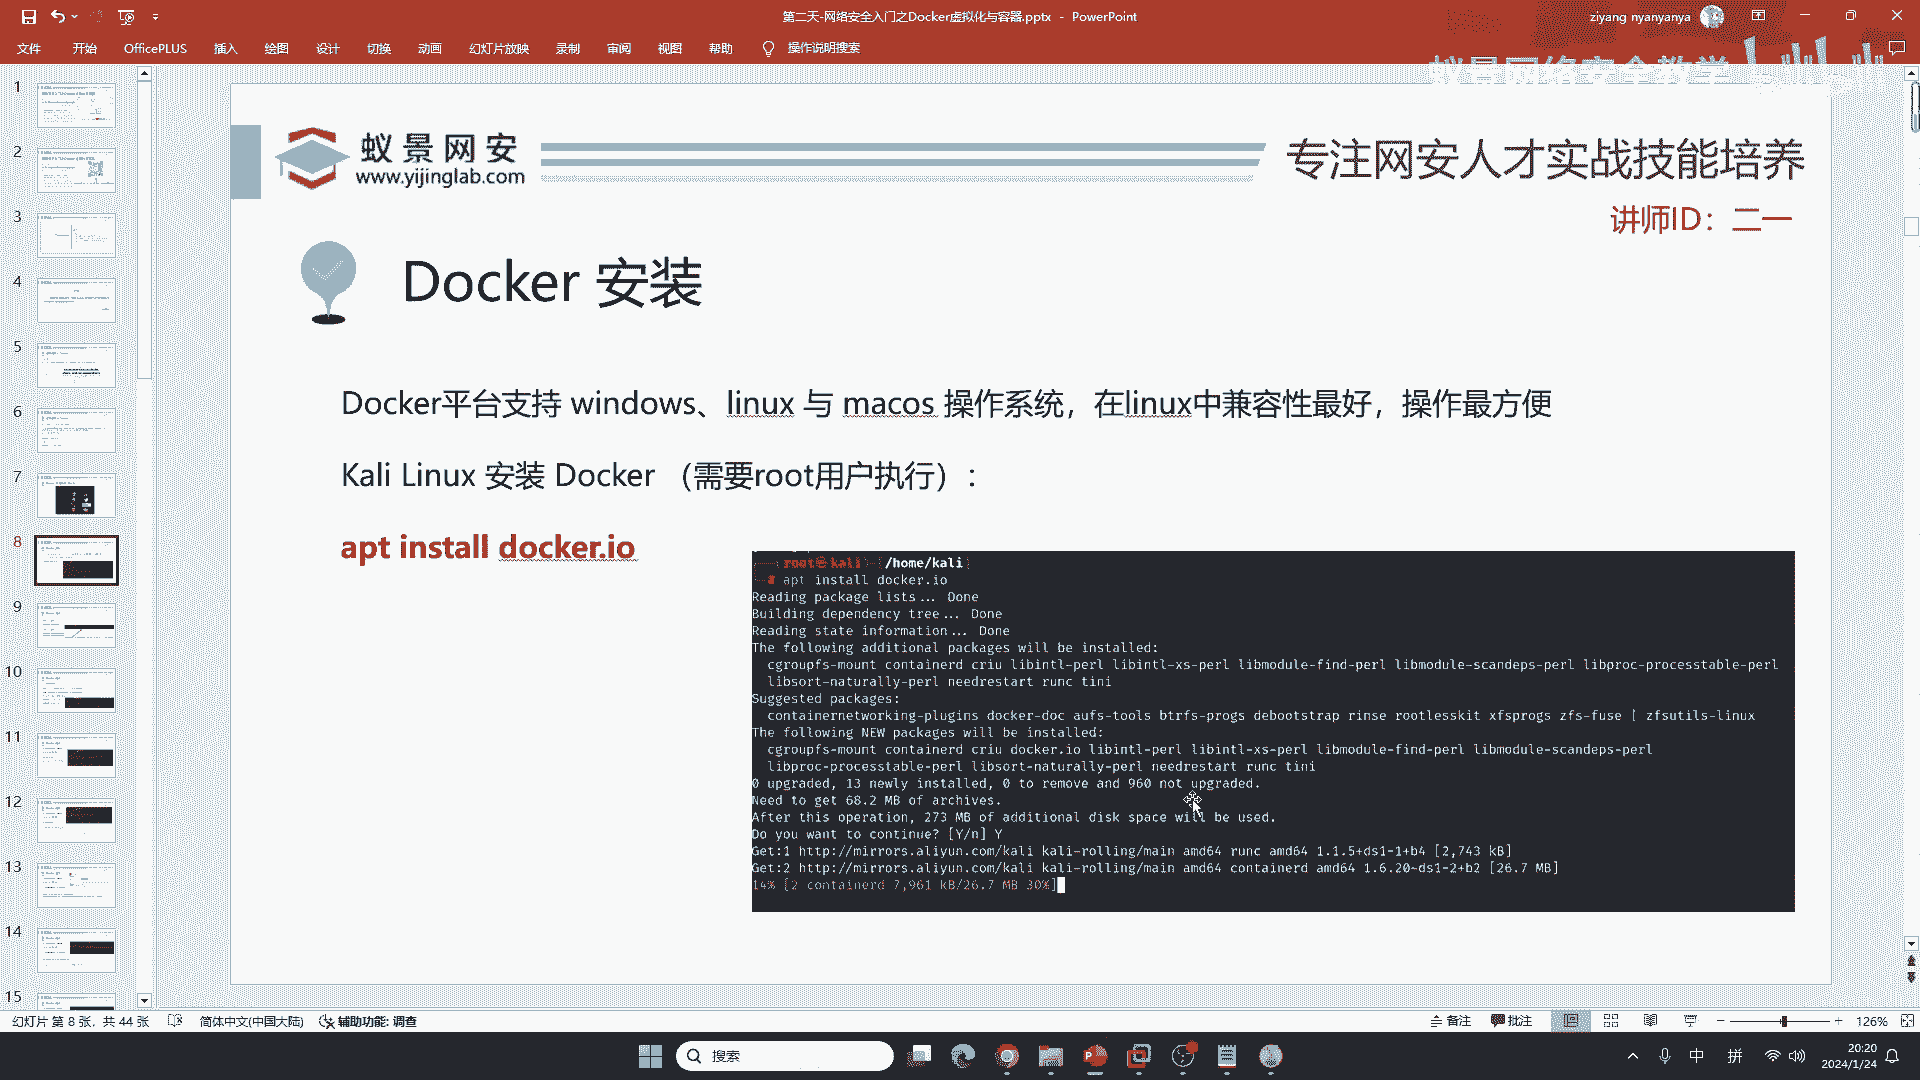 第二天-网络安全入门之Docker虚拟化与容器.pptx - PowerPoint
ziyang nyanyanya
文件 开始 OfficePLUS 插入 绘图 设计 切换 动画 幻灯片放映 录制 审阅 视图 帮助 操作说明搜索
蚁景网络安全教学
蚁景网安
www.yijinglab.com
专注网安人才实战技能培养
讲师ID：二一
Docker 安装
Docker平台支持 windows、linux 与 macos 操作系统，在linux中兼容性最好，操作最方便
Kali Linux 安装 Docker （需要root用户执行）：
apt install docker.io
root㉿kali /home/kali
# apt install docker.io
Reading package lists... Done
Building dependency tree... Done
Reading state information... Done
The following additional packages will be installed:
cgroupfs-mount containerd criu libintl-perl libintl-xs-perl libmodule-find-perl libmodule-scandeps-perl libproc-processtable-perl
libsort-naturally-perl needrestart runc tini
Suggested packages:
containernetworking-plugins docker-doc aufs-tools btrfs-progs debootstrap rinse rootlesskit xfsprogs zfs-fuse | zfsutils-linux
The following NEW packages will be installed:
cgroupfs-mount containerd criu docker.io libintl-perl libintl-xs-perl libmodule-find-perl libmodule-scandeps-perl
libproc-processtable-perl libsort-naturally-perl needrestart runc tini
0 upgraded, 13 newly installed, 0 to remove and 960 not upgraded.
Need to get 68.2 MB of archives.
After this operation, 273 MB of additional disk space will be used.
Do you want to continue? [Y/n] Y
Get:1 http://mirrors.aliyun.com/kali kali-rolling/main amd64 runc amd64 1.1.5+ds1-1+b4 [2,743 kB]
Get:2 http://mirrors.aliyun.com/kali kali-rolling/main amd64 containerd amd64 1.6.20~ds1-2+b2 [26.7 MB]
14% [2 containerd 7,961 kB/26.7 MB 30%]
1
2
3
4
5
6
7
8
9
10
11
12
13
14
15
幻灯片 第 8 张，共 44 张 简体中文(中国大陆) 辅助功能: 调查
备注 批注 126%
搜索
中 拼
20:20
2024/1/24